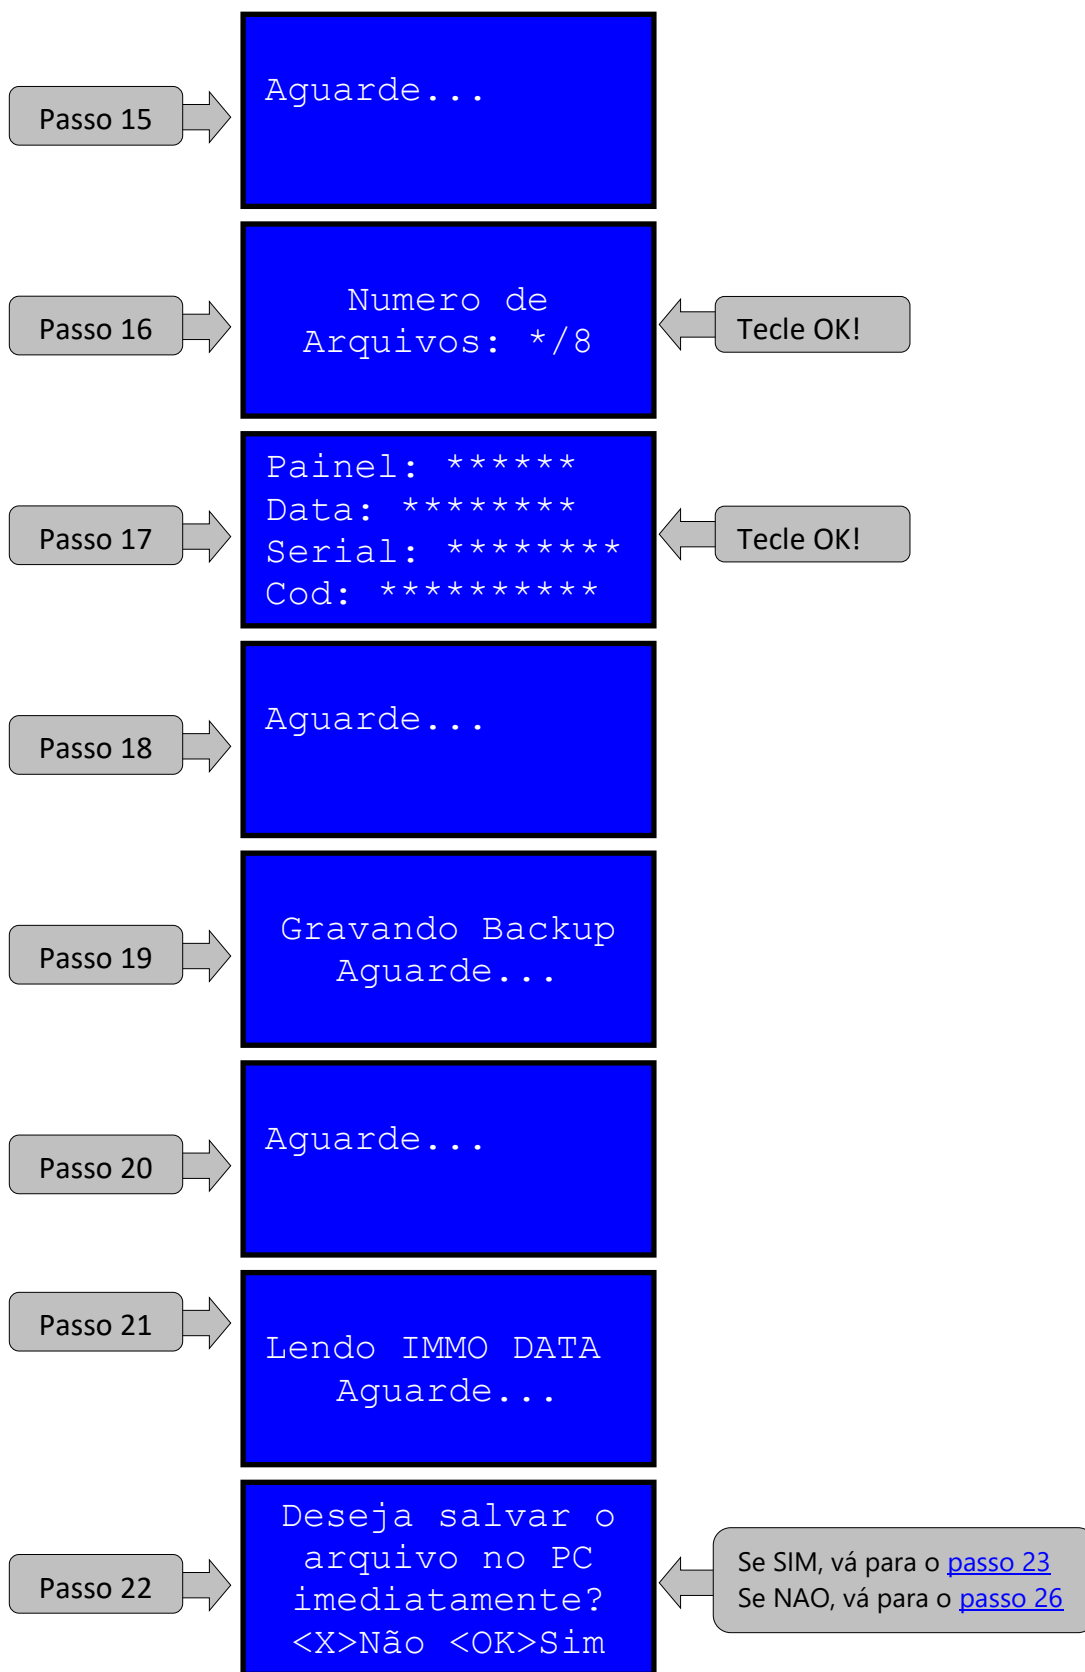 Passo 15
Aguarde...
Passo 16
Numero de
Arquivos: */8
Tecle OK!
Passo 17
Painel: ******
Data: ********
Serial: ********
Cod: **********
Tecle OK!
Passo 18
Aguarde...
Passo 19
Gravando Backup
Aguarde...
Passo 20
Aguarde...
Passo 21
Lendo IMMO DATA
Aguarde...
Passo 22
Deseja salvar o
arquivo no PC
imediatamente?
<X>Não <OK>Sim
Se SIM, vá para o passo 23
Se NAO, vá para o passo 26